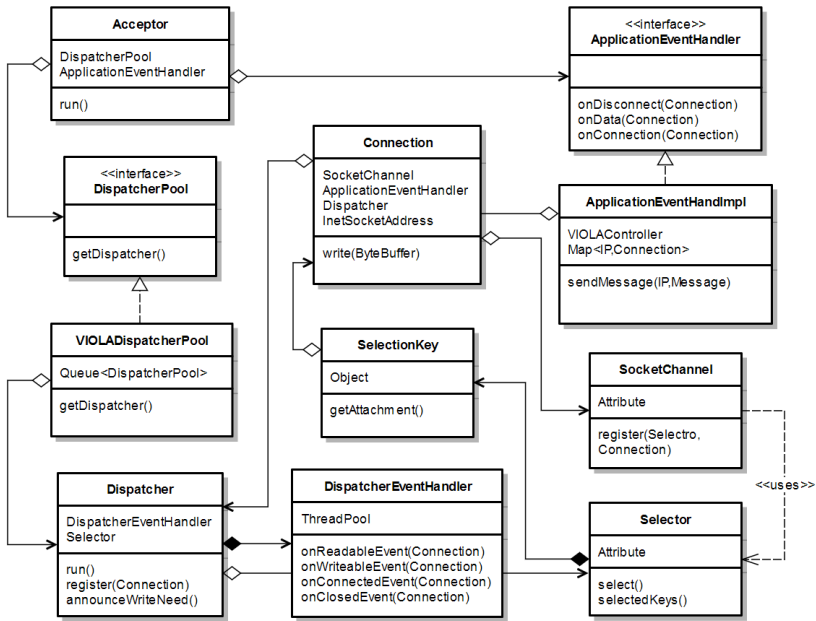 Acceptor
DispatcherPool
ApplicationEventHandler
run()
<<interface>>
ApplicationEventHandler
onDisconnect(Connection)
onData(Connection)
onConnection(Connection)
Connection
SocketChannel
ApplicationEventHandler
Dispatcher
InetSocketAddress
write(ByteBuffer)
<<interface>>
DispatcherPool
getDispatcher()
ApplicationEventHandImpl
VIOLAController
Map<IP,Connection>
sendMessage(IP,Message)
VIOLADispatcherPool
Queue<DispatcherPool>
getDispatcher()
SelectionKey
Object
getAttachment()
SocketChannel
Attribute
register(Selectro,
Connection)
<<uses>>
Dispatcher
DispatcherEventHandler
Selector
run()
register(Connection)
announceWriteNeed()
DispatcherEventHandler
ThreadPool
onReadableEvent(Connection)
onWriteableEvent(Connection)
onConnectedEvent(Connection)
onClosedEvent(Connection)
Selector
Attribute
select()
selectedKeys()